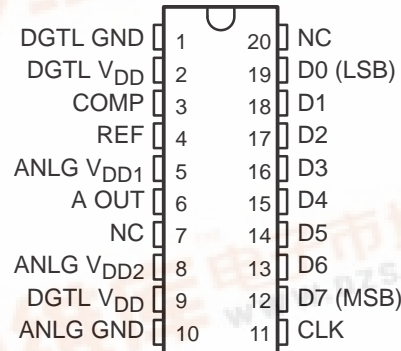 DGTL GND 1 20 NC
DGTL VDD 2 19 D0 (LSB)
COMP 3 18 D1
REF 4 17 D2
ANLG VDD1 5 16 D3
A OUT 6 15 D4
NC 7 14 D5
ANLG VDD2 8 13 D6
DGTL VDD 9 12 D7 (MSB)
ANLG GND 10 11 CLK